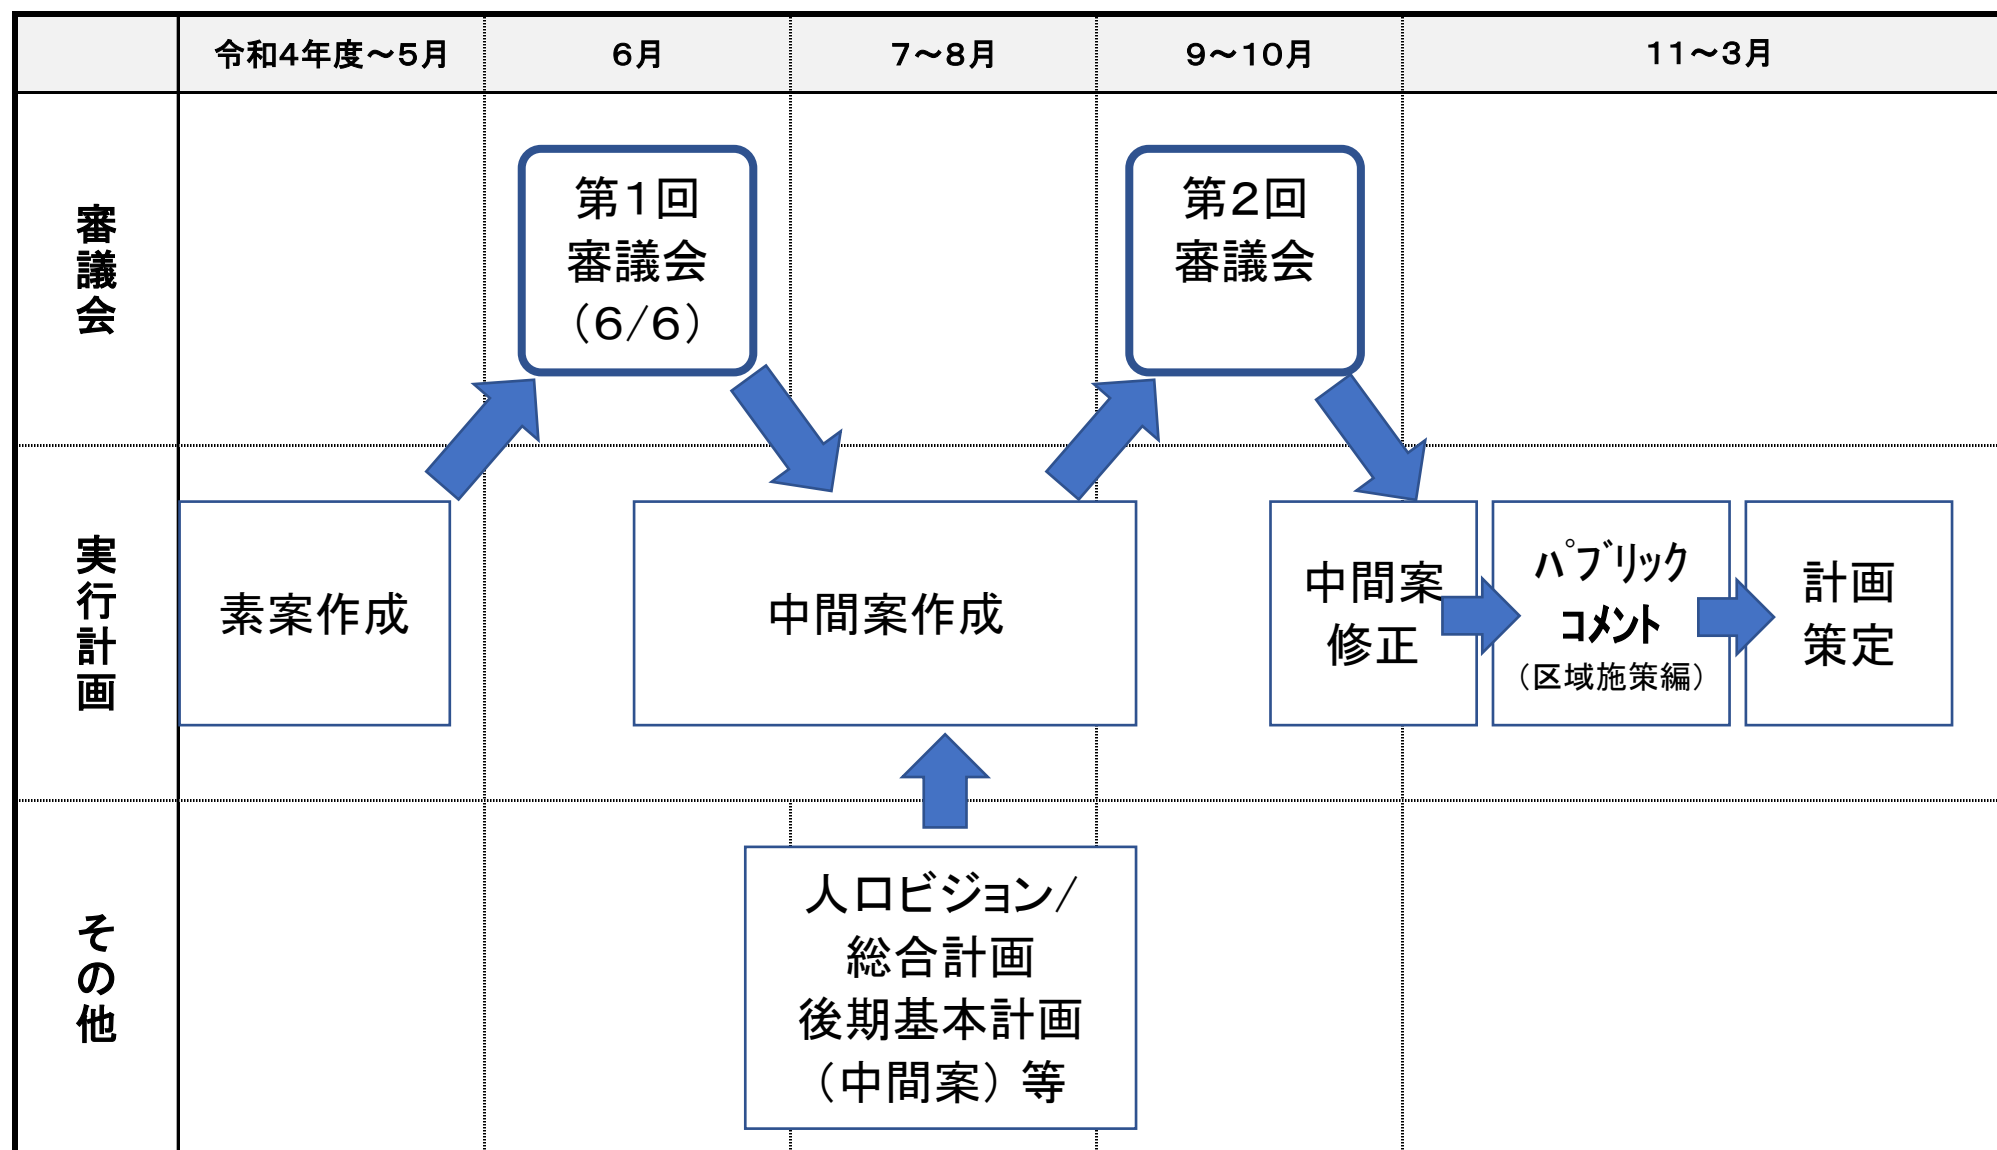 令和4年度～5月
6月
7～8月
9～10月
11～3月
審議会
第1回
審議会
（6/6）
第2回
審議会
実行計画
素案作成
中間案作成
中間案
修正
ﾊﾟﾌﾞﾘｯｸ
ｺﾒﾝﾄ
（区域施策編）
計画
策定
その他
人口ビジョン/
総合計画
後期基本計画
（中間案）等